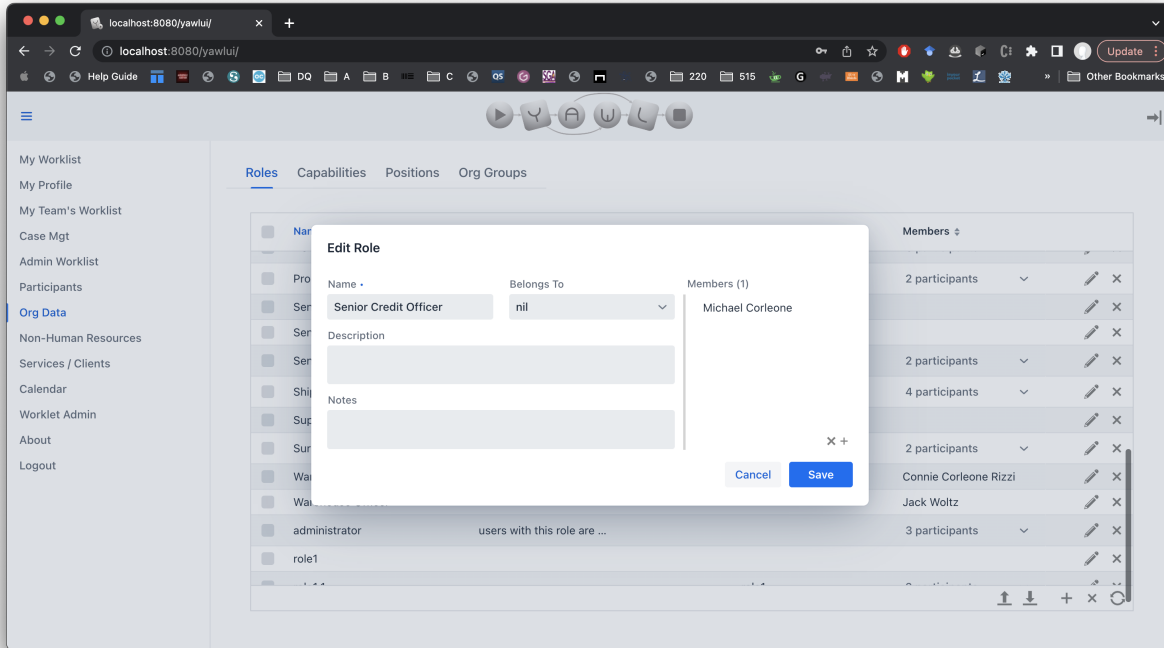 localhost:8080/yawlui/
localhost:8080/yawlui/
Update
Help Guide
DQ
A
B
C
220
515
Other Bookmarks
YAWL
My Worklist
My Profile
My Team's Worklist
Case Mgt
Admin Worklist
Participants
Org Data
Non-Human Resources
Services / Clients
Calendar
Worklet Admin
About
Logout
Roles Capabilities Positions Org Groups
Members
2 participants
2 participants
4 participants
2 participants
Connie Corleone Rizzi
Jack Woltz
administrator users with this role are ... 3 participants
role1
Edit Role
Name • Belongs To Members (1)
Senior Credit Officer nil Michael Corleone
Description
Notes
Cancel Save